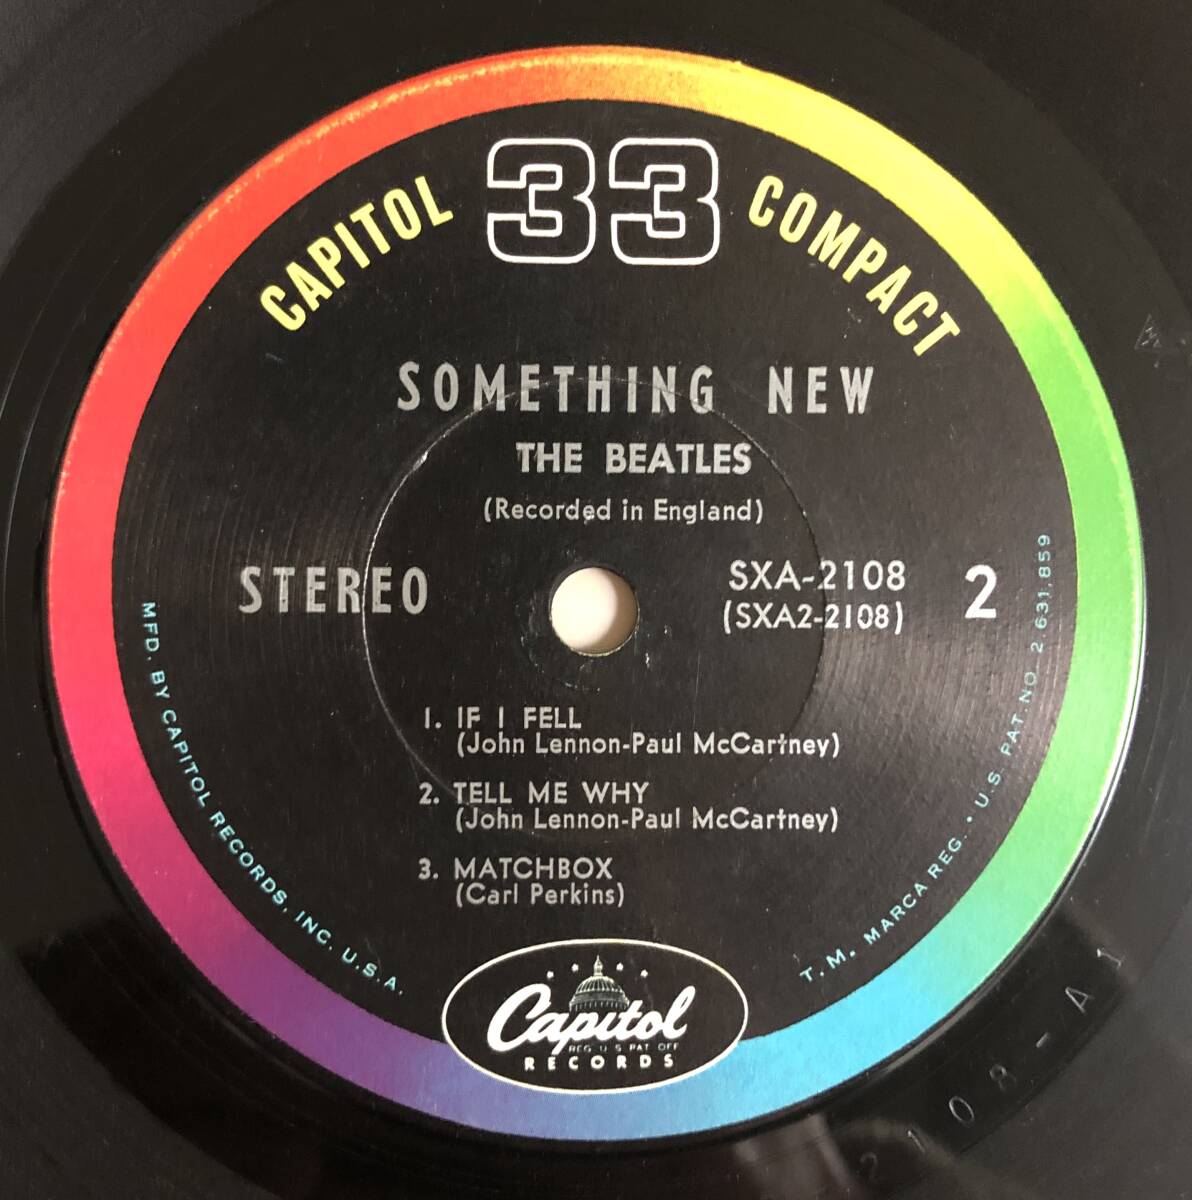 CAPITOL 33 COMPACT
SOMETHING NEW
THE BEATLES
(Recorded in England)
STEREO
SXA-2108
(SXA2-2108)
2
1. IF I FELL
(John Lennon-Paul McCartney)
2. TELL ME WHY
(John Lennon-Paul McCartney)
3. MATCHBOX
(Carl Perkins)
MFD. BY CAPITOL RECORDS, INC. U.S.A.
T. M. MARCA REG. • U.S. PAT. NO. 2,631,859
Capitol
REG. U.S. PAT. OFF.
RECORDS
2108-A1